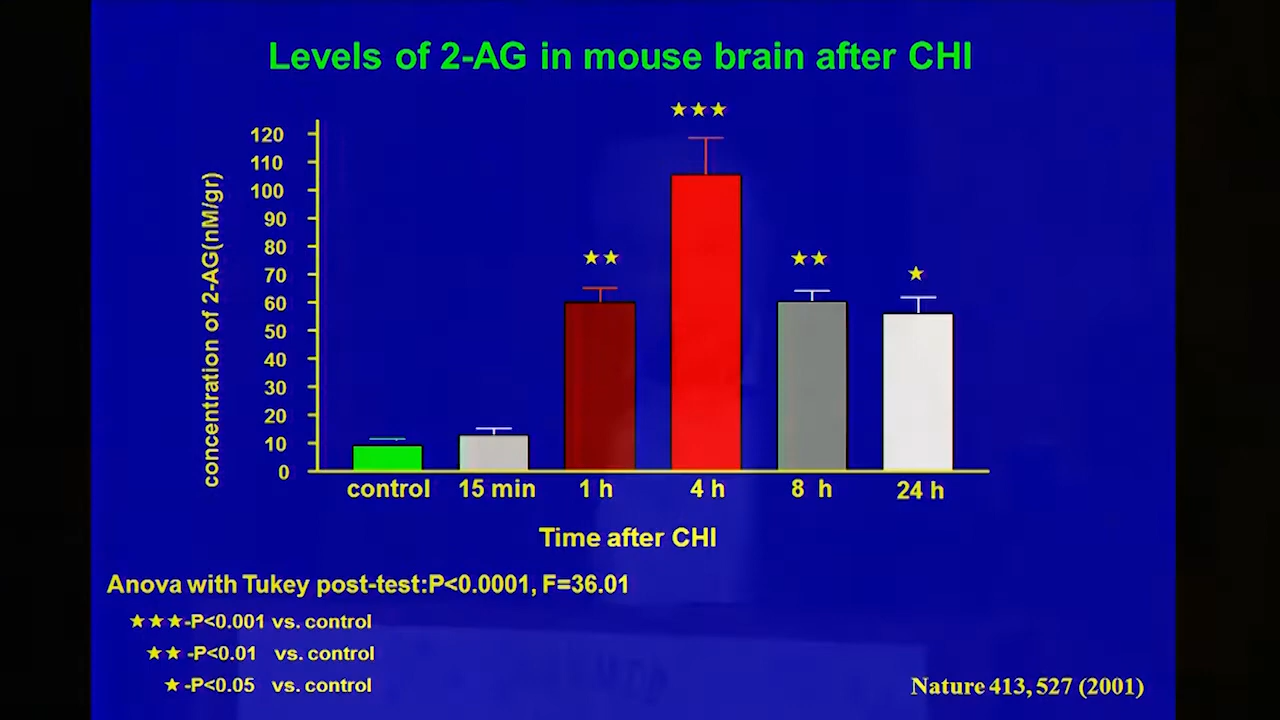 Levels of 2-AG in mouse brain after CHI
★★★
120
110
100
90
80
70
60
50
40
30
20
10
0
concentration of 2-AG(nM/gr)
★★
★★
★
control 15 min 1 h 4 h 8 h 24 h
Time after CHI
Anova with Tukey post-test:P<0.0001, F=36.01
★★★-P<0.001 vs. control
★★ -P<0.01 vs. control
★ -P<0.05 vs. control
Nature 413, 527 (2001)